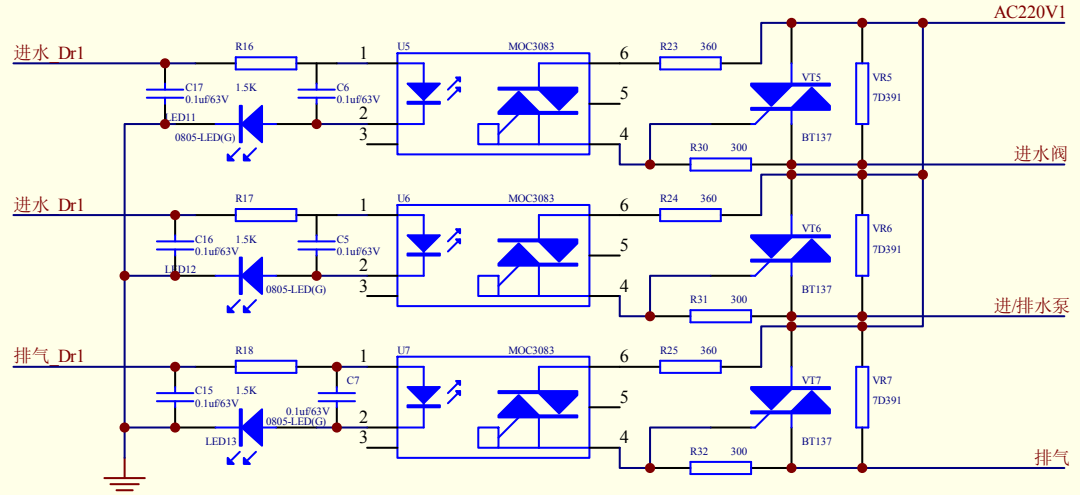 AC220V1
进水_Dr1
R16
1
U5
MOC3083
6
R23 360
C17
0.1uf/63V
1.5K
C6
0.1uf/63V
5
VT5
VR5
7D391
LED11
2
0805-LED(G)
3
4
BT137
R30 300
进水阀
进水_Dr1
R17
1
U6
MOC3083
6
R24 360
C16
0.1uf/63V
1.5K
C5
0.1uf/63V
5
VT6
VR6
7D391
LED12
2
0805-LED(G)
3
4
BT137
R31 300
进/排水泵
排气_Dr1
R18
1
U7
MOC3083
6
R25 360
C15
0.1uf/63V
1.5K
C7
0.1uf/63V
5
VT7
VR7
7D391
0805-LED(G)
2
LED13
3
4
BT137
R32 300
排气